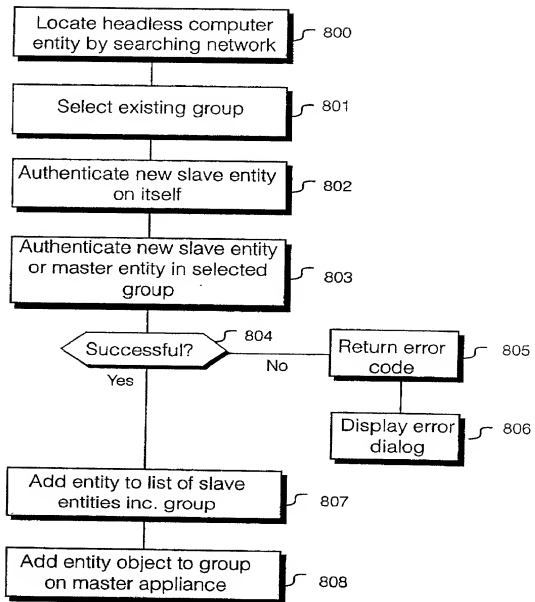 Locate headless computer
entity by searching network
800
Select existing group
801
Authenticate new slave entity
on itself
802
Authenticate new slave entity
or master entity in selected
group
803
Successful?
804
No
Yes
Return error
code
805
Display error
dialog
806
Add entity to list of slave
entities inc. group
807
Add entity object to group
on master appliance
808